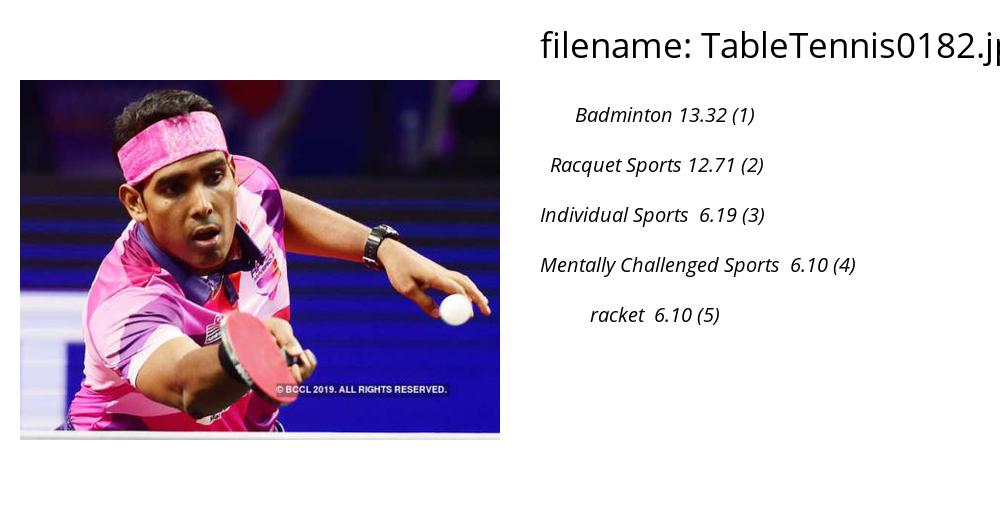 filename: TableTennis0182.jp
Badminton 13.32 (1)
Racquet Sports 12.71 (2)
Individual Sports 6.19 (3)
Mentally Challenged Sports 6.10 (4)
racket 6.10 (5)
© BCCL 2019. ALL RIGHTS RESERVED.